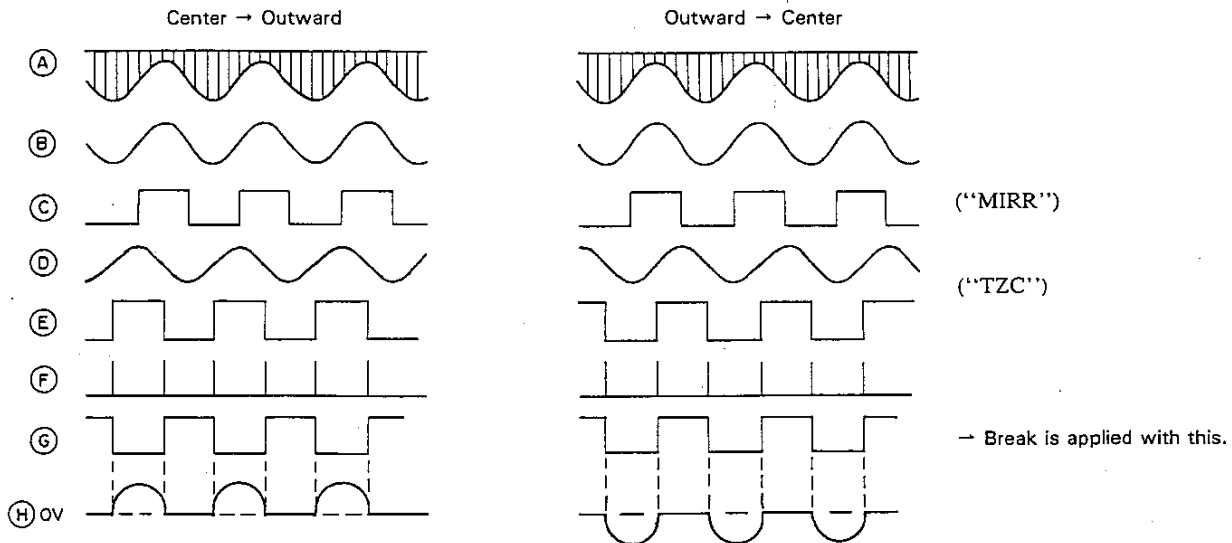 Center → Outward
Outward → Center
A
B
C
("MIRR")
D
("TZC")
E
F
G
→ Break is applied with this.
H OV